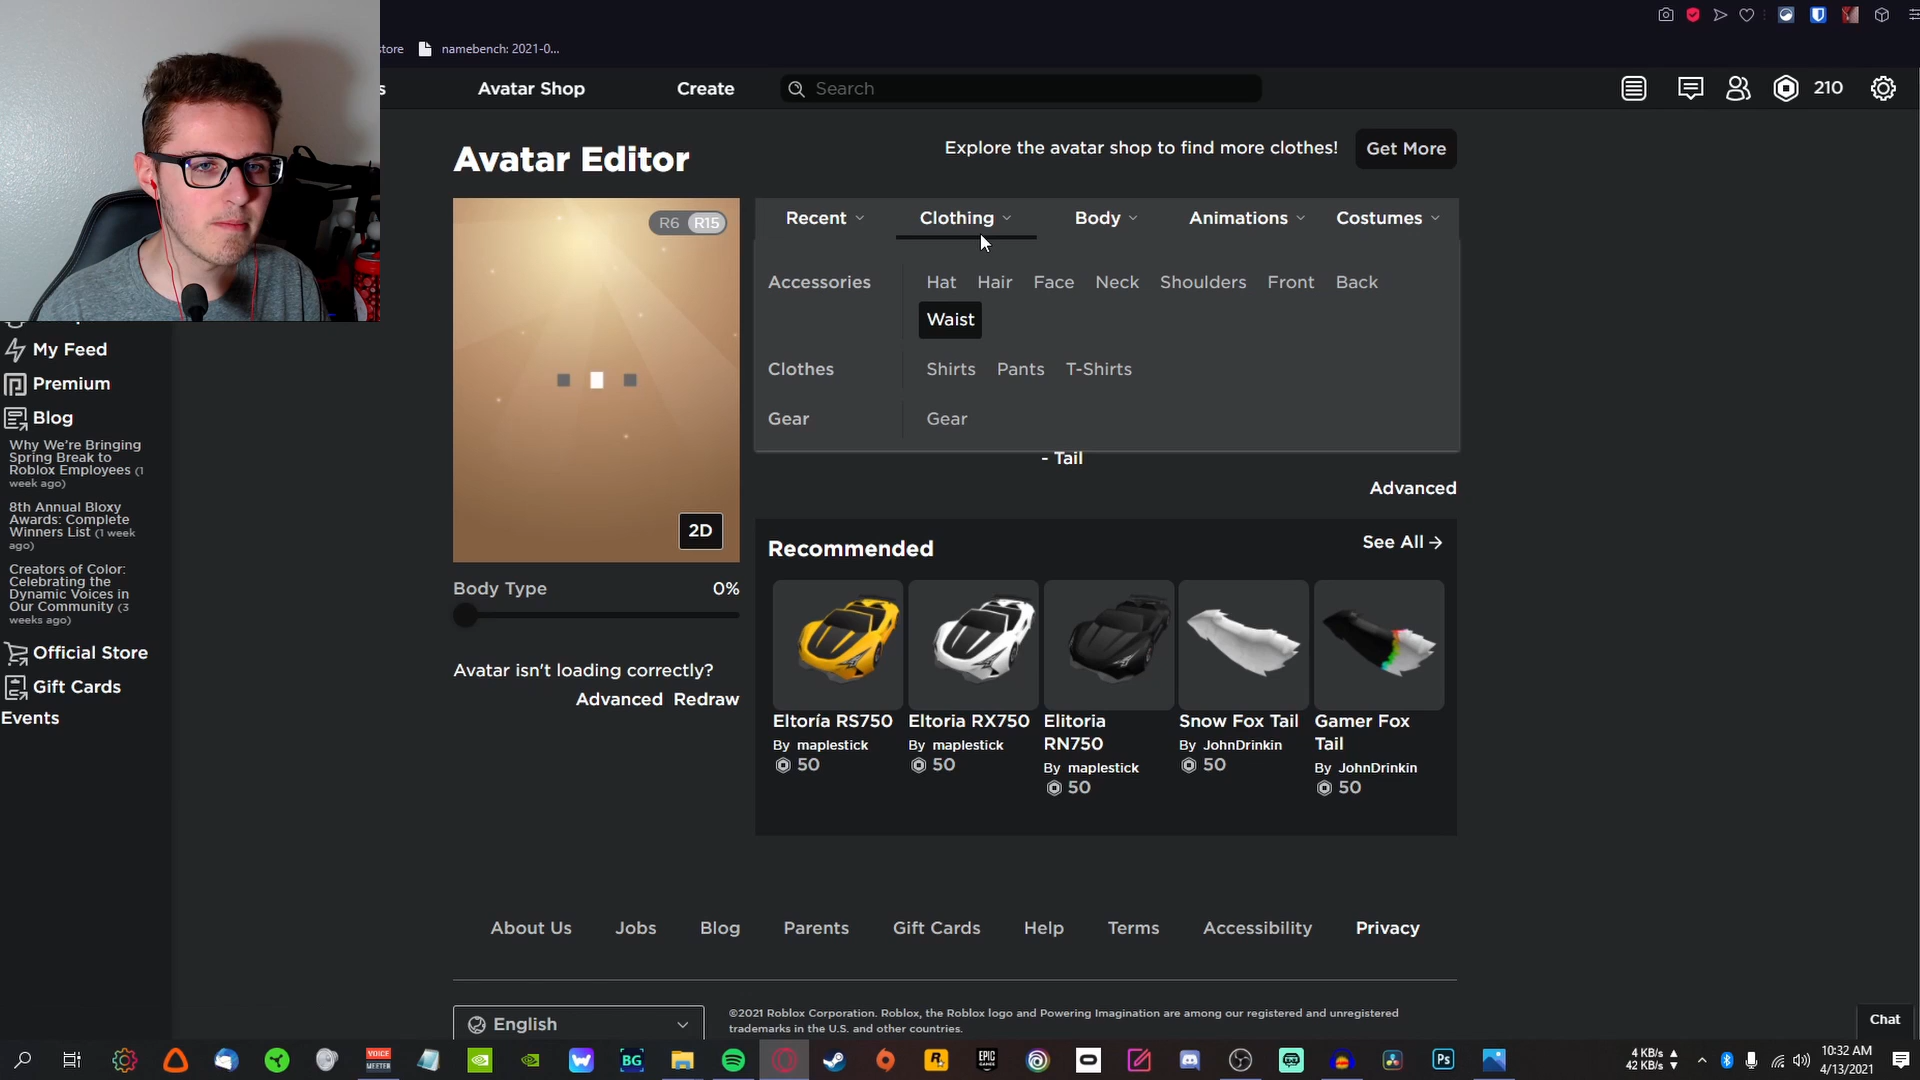 store
namebench: 2021-0...
s
Avatar Shop
Create
Search
210
Avatar Editor
Explore the avatar shop to find more clothes!
Get More
R6 R15
Recent
Clothing
Body
Animations
Costumes
Accessories
Hat
Hair
Face
Neck
Shoulders
Front
Back
Waist
Clothes
Shirts
Pants
T-Shirts
Gear
Gear
- Tail
Advanced
My Feed
Premium
Blog
Why We're Bringing
Spring Break to
Roblox Employees (1
week ago)
8th Annual Bloxy
Awards: Complete
Winners List (1 week
ago)
Creators of Color:
Celebrating the
Dynamic Voices in
Our Community (3
weeks ago)
Official Store
Gift Cards
Events
2D
Body Type
0%
Avatar isn't loading correctly?
Advanced
Redraw
Recommended
See All
Eltoría RS750
By maplestick
50
Eltoria RX750
By maplestick
50
Elitoria
RN750
By maplestick
50
Snow Fox Tail
By JohnDrinkin
50
Gamer Fox
Tail
By JohnDrinkin
50
About Us
Jobs
Blog
Parents
Gift Cards
Help
Terms
Accessibility
Privacy
English
©2021 Roblox Corporation. Roblox, the Roblox logo and Powering Imagination are among our registered and unregistered
trademarks in the U.S. and other countries.
Chat
VOICE
MEETER
BG
R
EPIC
GAMES
Ps
4 KB/s
42 KB/s
10:32 AM
4/13/2021